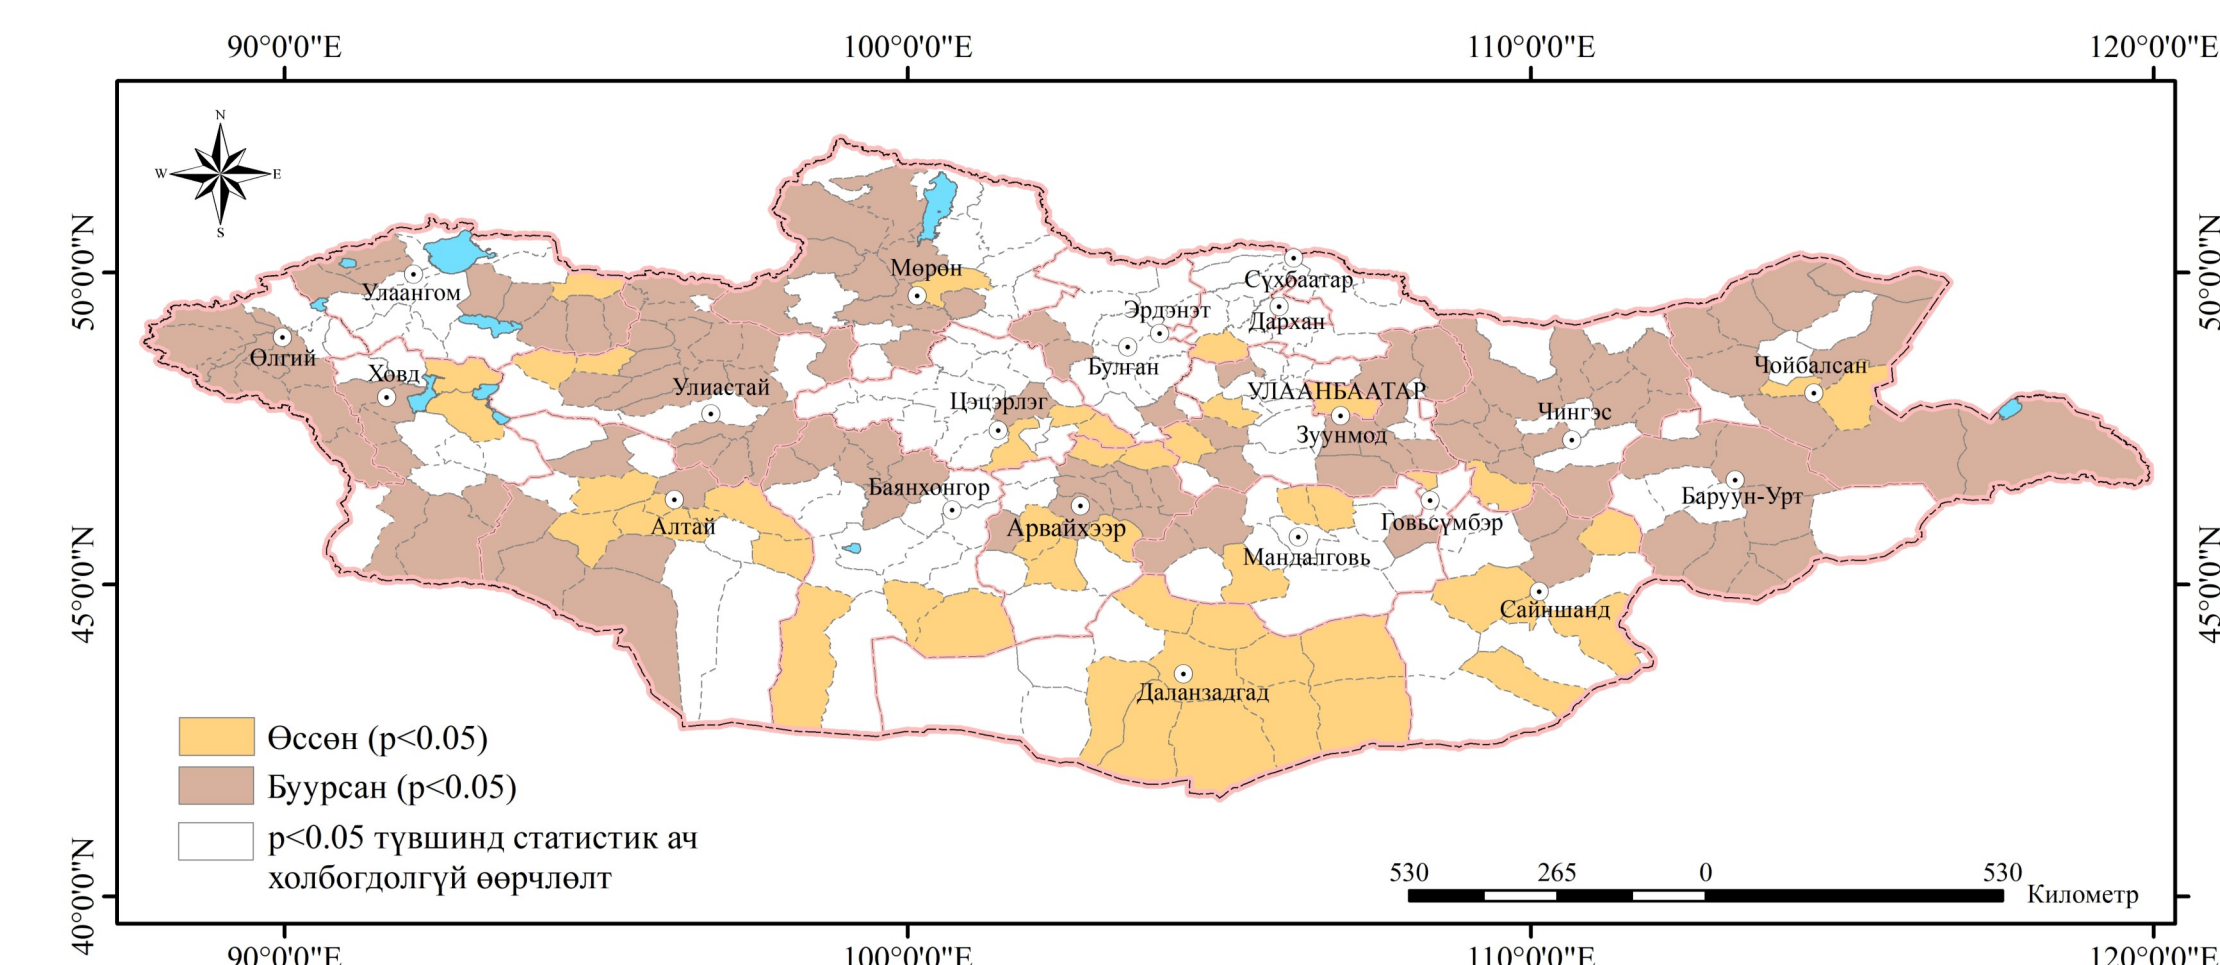 90°0'0"E 100°0'0"E 110°0'0"E 120°0'0"E
N
W E
S
50°0'0"N 50°0'0"N
45°0'0"N 45°0'0"N
40°0'0"N
Мөрөн
Сүхбаатар
Улаангом
Эрдэнэт
Дархан
Өлгий
Булган
Чойбалсан
Ховд
Улиастай
УЛААНБААТАР
Цэцэрлэг
Чингэс
Зуунмод
Баянхонгор
Баруун-Урт
Алтай
Арвайхээр
Говьсүмбэр
Мандалговь
Сайншанд
Даланзадгад
Өссөн (p<0.05)
Буурсан (p<0.05)
p<0.05 түвшинд статистик ач
холбогдолгүй өөрчлөлт
530 265 0 530
Километр
90°0'0"E 100°0'0"E 110°0'0"E 120°0'0"E